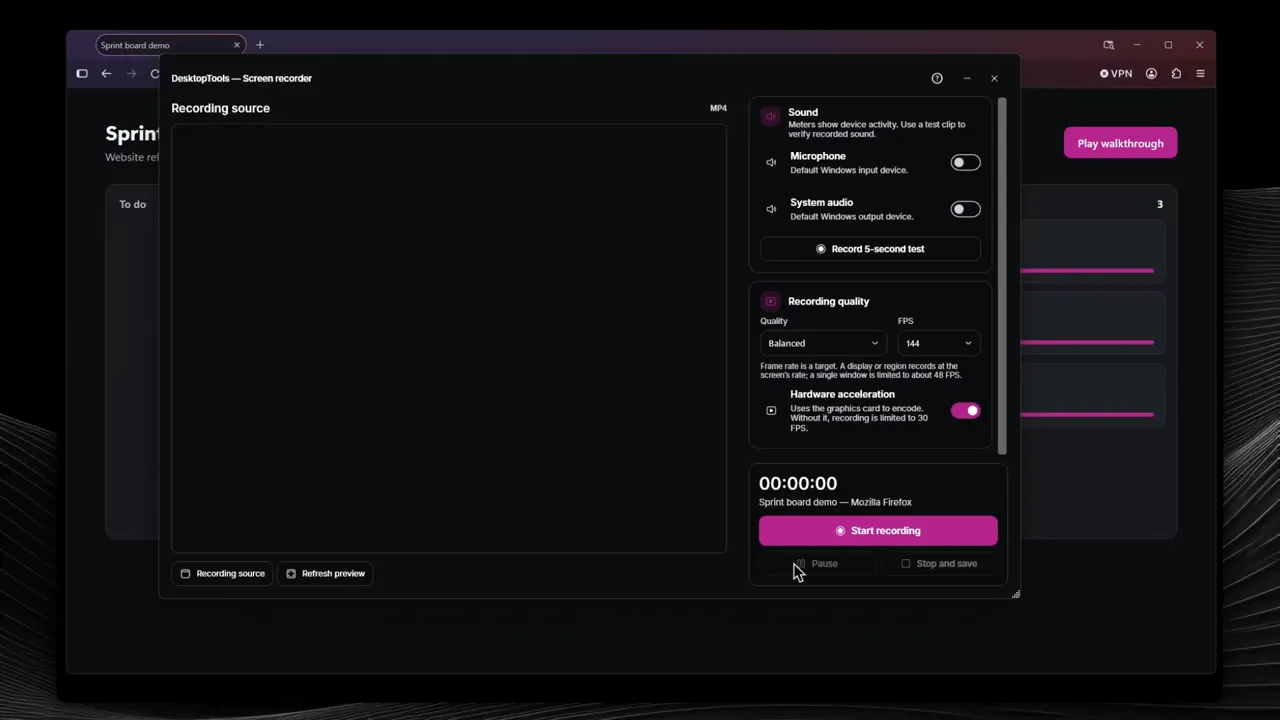 Sprint board demo
VPN
DesktopTools — Screen recorder
Recording source
MP4
Sprint
Website ref
To do
Play walkthrough
3
Sound
Meters show device activity. Use a test clip to
verify recorded sound.
Microphone
Default Windows input device.
System audio
Default Windows output device.
Record 5-second test
Recording quality
Quality
FPS
Balanced
144
Frame rate is a target. A display or region records at the
screen's rate; a single window is limited to about 48 FPS.
Hardware acceleration
Uses the graphics card to encode.
Without it, recording is limited to 30
FPS.
00:00:00
Sprint board demo — Mozilla Firefox
Start recording
Pause
Stop and save
Recording source
Refresh preview